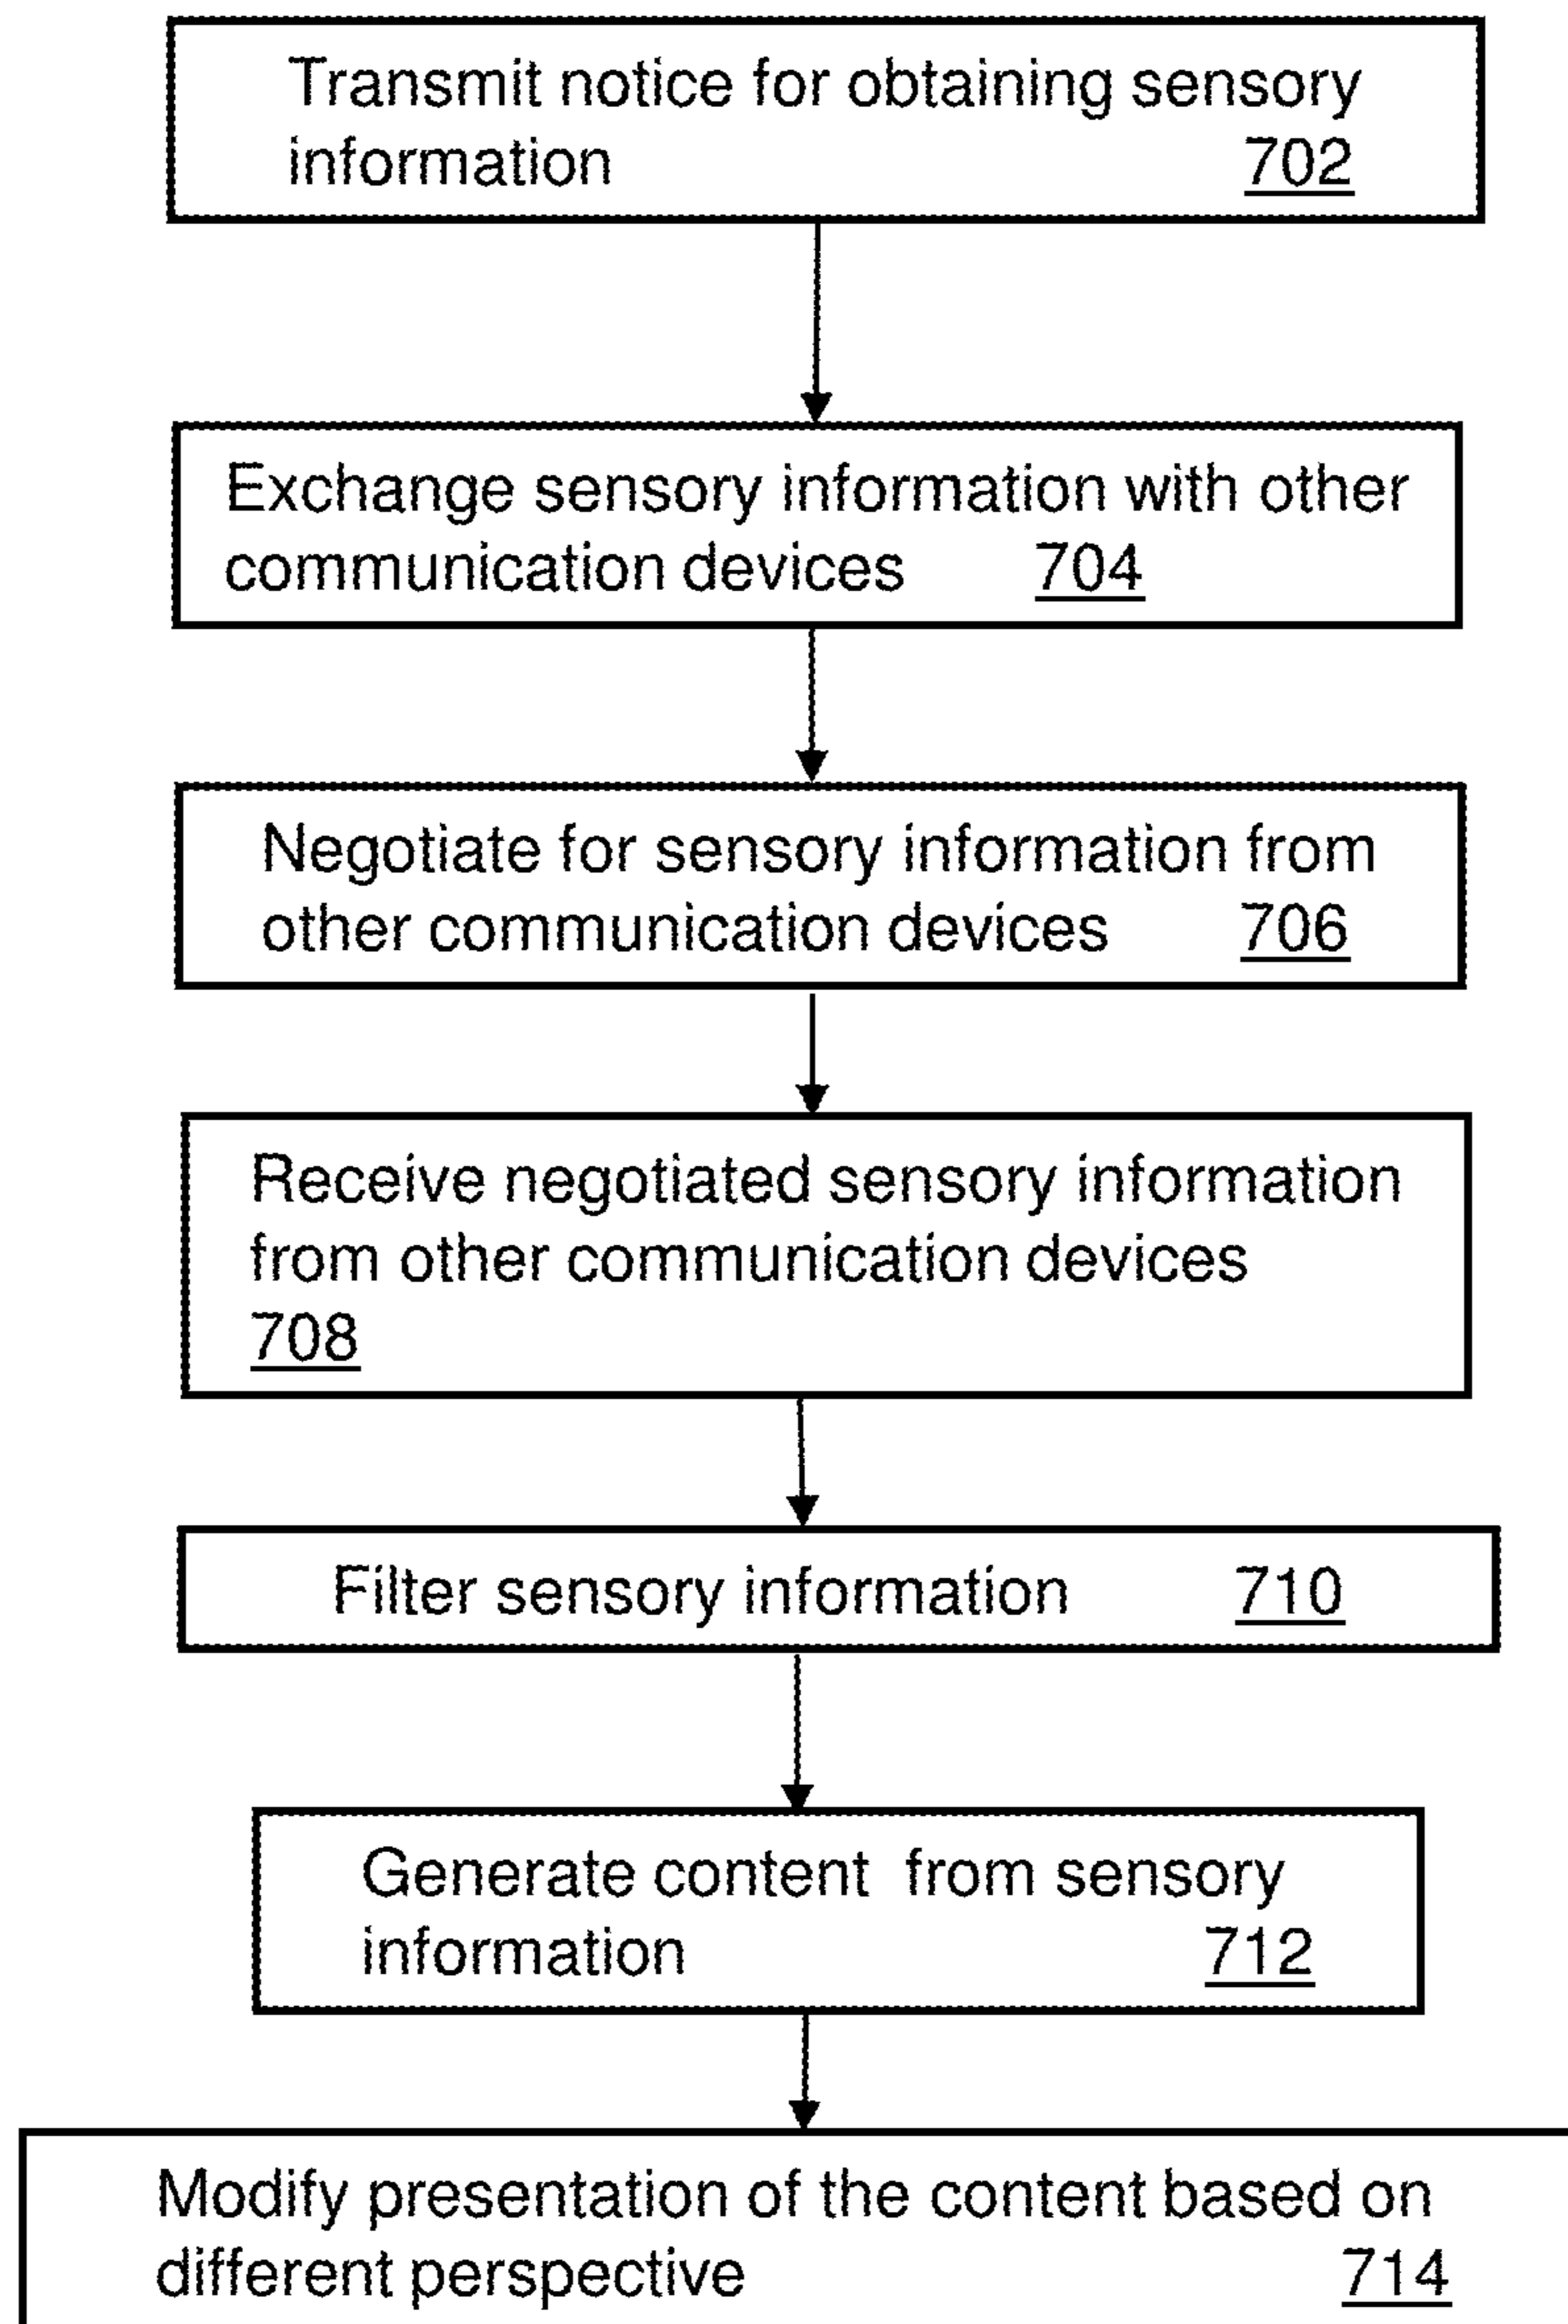 Transmit notice for obtaining sensory
information 702
Exchange sensory information with other
communication devices 704
Negotiate for sensory information from
other communication devices 706
Receive negotiated sensory information
from other communication devices
708
Filter sensory information 710
Generate content from sensory
information 712
Modify presentation of the content based on
different perspective 714